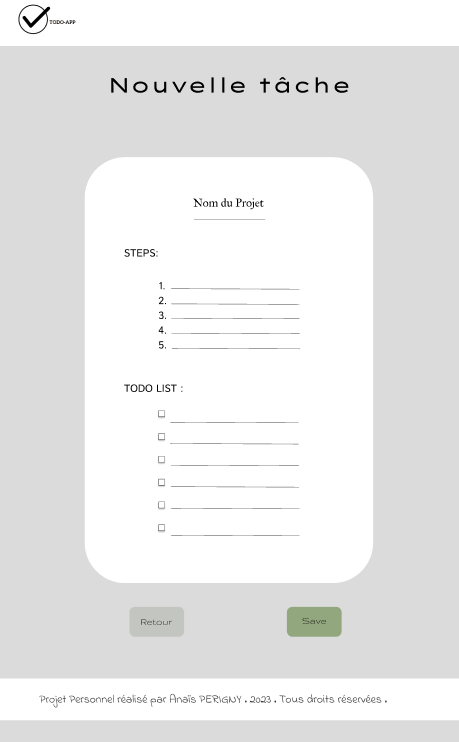 TODO-APP
Nouvelle tâche
Nom du Projet
STEPS:
1.
2.
3.
4.
5.
TODO LIST :
Retour
Save
Projet Personnel réalisé par Anaïs PERIGNY . 2023 . Tous droits réservées .